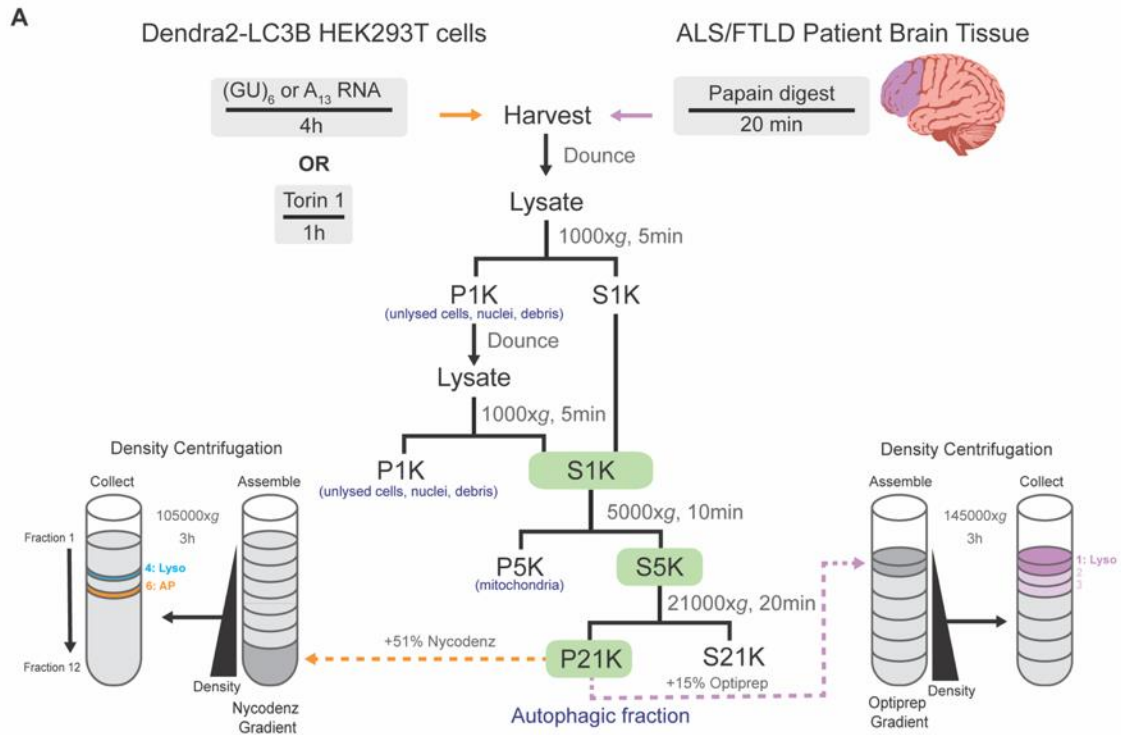 A
Dendra2-LC3B HEK293T cells
ALS/FTLD Patient Brain Tissue
(GU)6 or A13 RNA
4h
OR
Torin 1
1h
Harvest
Papain digest
20 min
Dounce
Lysate
1000xg, 5min
P1K
(unlysed cells, nuclei, debris)
S1K
Dounce
Lysate
1000xg, 5min
P1K
(unlysed cells, nuclei, debris)
S1K
5000xg, 10min
P5K
(mitochondria)
S5K
21000xg, 20min
P21K
S21K
Autophagic fraction
+51% Nycodenz
+15% Optiprep
Density Centrifugation
Collect
Assemble
105000xg
3h
Fraction 1
4: Lyso
6: AP
Fraction 12
Density
Nycodenz
Gradient
Density Centrifugation
Assemble
Collect
145000xg
3h
1: Lyso
2
3
Density
Optiprep
Gradient